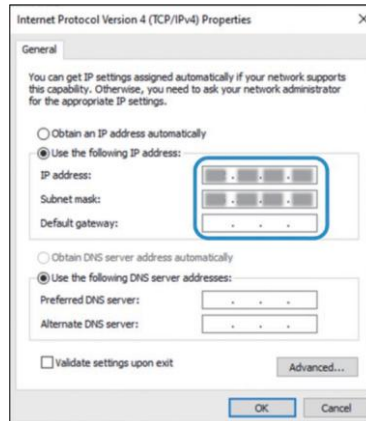 Internet Protocol Version 4 (TCP/IPv4) Properties
General
You can get IP settings assigned automatically if your network supports
this capability. Otherwise, you need to ask your network administrator
for the appropriate IP settings.
Obtain an IP address automatically
Use the following IP address:
IP address:
Subnet mask:
Default gateway:
Obtain DNS server address automatically
Use the following DNS server addresses:
Preferred DNS server:
Alternate DNS server:
Validate settings upon exit
Advanced...
OK Cancel